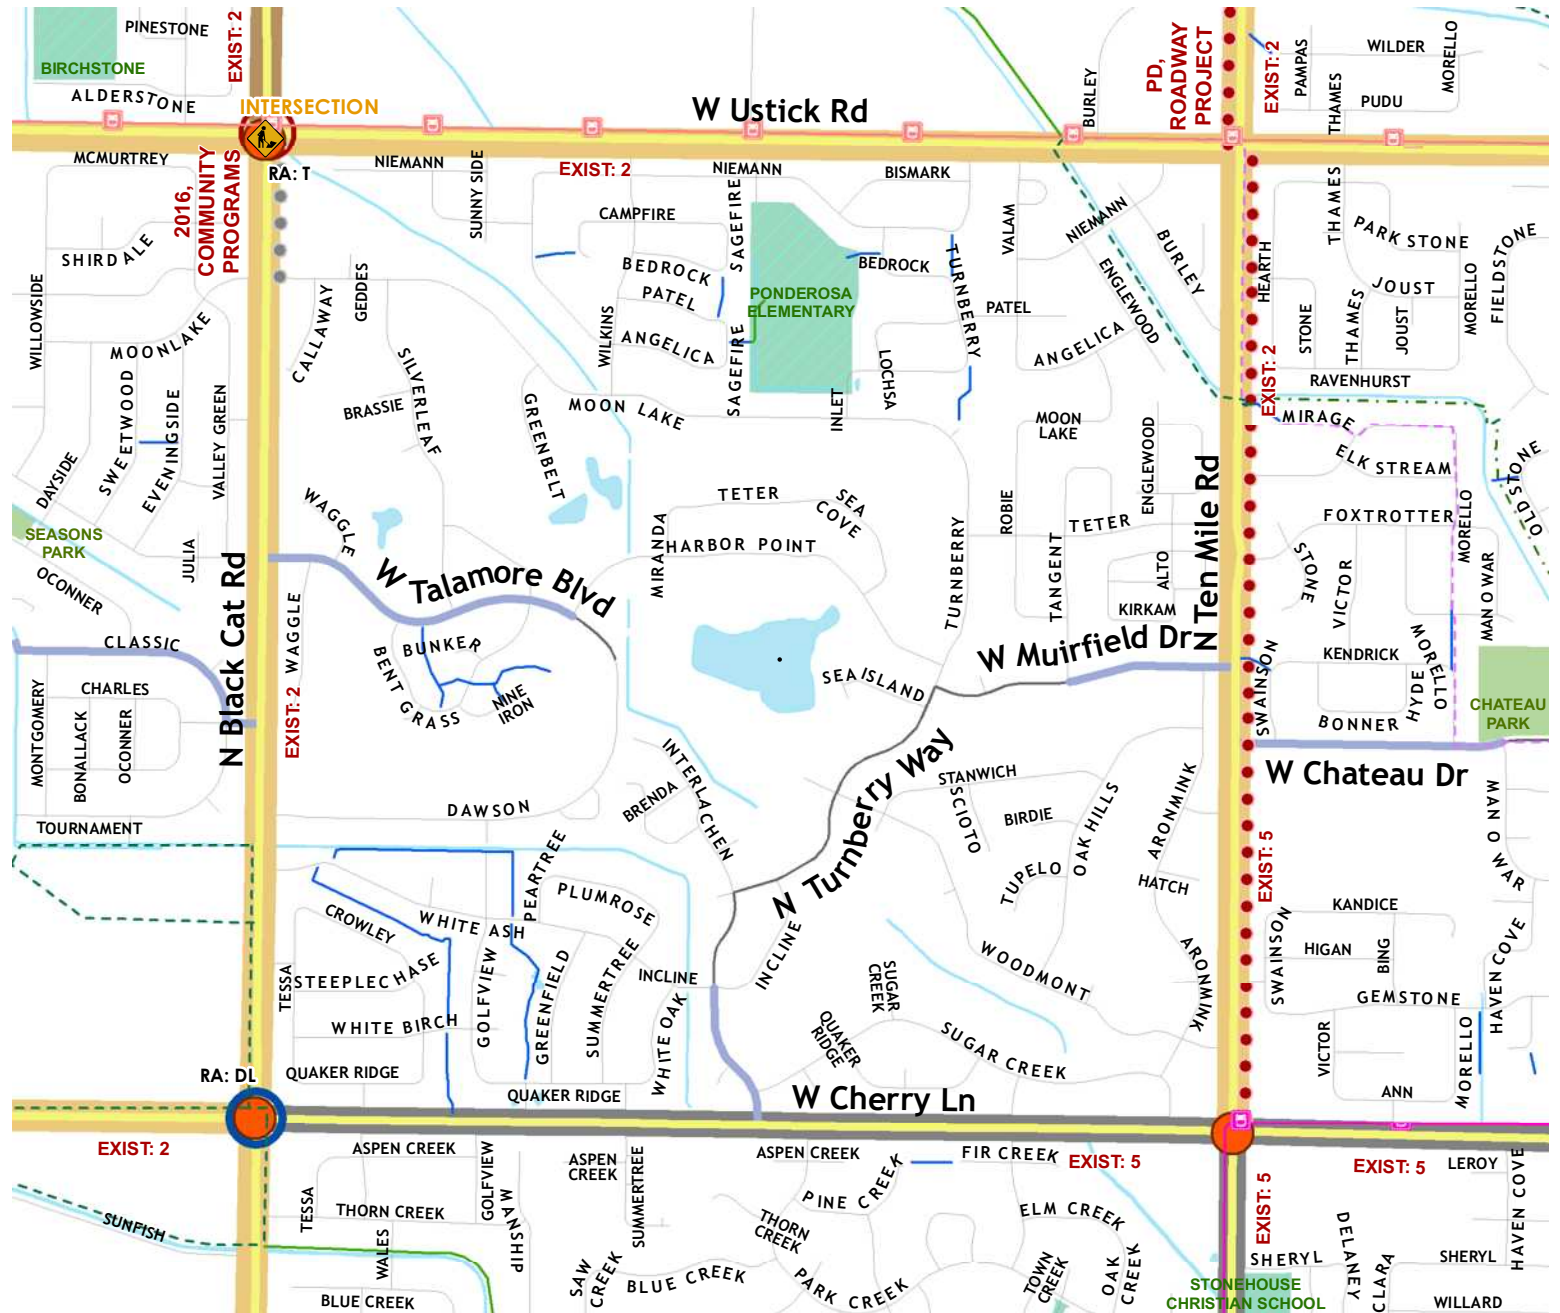 PINESTONE
EXIST: 2
BIRCHSTONE
ALDERSTONE
INTERSECTION
W Ustick Rd
BURLEY
PD,
ROADWAY
PROJECT
EXIST: 2
PAMPAS
WILDER
MORELLO
THAMES
PUDU
MCMURTREY
2016,
COMMUNITY
PROGRAMS
RA: T
NIEMANN
SUNNY SIDE
EXIST: 2
NIEMANN
BISMARK
CAMPFIRE
SAGEFIRE
VALAM
NIEMANN
BURLEY
THAMES
PARK STONE
FIELDSTONE
SHIRDALE
WILLOWSIDE
GEDDES
CALLAWAY
BEDROCK
PATEL
WILKINS
ANGELICA
SAGEFIRE
PONDEROSA
ELEMENTARY
BEDROCK
TURNBERRY
PATEL
ENGLEWOOD
ANGELICA
HEARTH
STONE
THAMES
JOUST
JOUST
MORELLO
EXIST: 2
RAVENHURST
MOONLAKE
SWEETWOOD
EVENINGSIDE
VALLEY GREEN
DAYSIDE
BRASSIE
SILVERLEAF
GREENBELT
MOON LAKE
INLET
LOCHSA
MOON
LAKE
ENGLEWOOD
MIRAGE
ELK STREAM
OLD STONE
SEASONS
PARK
OCONNER
JULIA
WAGGLE
W Talamore Blvd
MIRANDA
TETER
SEA
COVE
HARBOR POINT
TURNBERRY
ROBIE
TETER
TANGENT
ALTO
KIRKAM
N Ten Mile Rd
FOXTROTTER
MORELLO
STONE
VICTOR
MAN O WAR
CLASSIC
N Black Cat Rd
WAGGLE
EXIST: 2
BUNKER
BENT GRASS
NINE
IRON
SEA ISLAND
W Muirfield Dr
SWAINSON
KENDRICK
HYDE
MORELLO
BONNER
CHATEAU
PARK
MONTGOMERY
CHARLES
BONALLACK
OCONNER
TOURNAMENT
DAWSON
INTERLACHEN
BRENDA
N Turnberry Way
STANWICH
SCIOTO
BIRDIE
TUPELO
OAK HILLS
ARONMINK
HATCH
W Chateau Dr
EXIST: 5
MAN O WAR
PEARTREE
PLUMROSE
CROWLEY
WHITE ASH
STEEPLECHASE
TESSA
GOLFVIEW
GREENFIELD
SUMMERTREE
INCLINE
INCLINE
WHITE OAK
WHITE BIRCH
QUAKER RIDGE
QUAKER RIDGE
SUGAR
CREEK
QUAKER
RIDGE
WOODMONT
SUGAR CREEK
ARONMINK
SWAINSON
KANDICE
HIGAN
BING
GEMSTONE
HAVEN COVE
VICTOR
MORELLO
ANN
RA: DL
W Cherry Ln
EXIST: 2
ASPEN CREEK
GOLFVIEW
ASPEN
CREEK
SUMMERTREE
ASPEN CREEK
FIR CREEK
EXIST: 5
EXIST: 5
LEROY
HAVEN COVE
SUNFISH
TESSA
THORN CREEK
WALES
WANSHIP
BLUE CREEK
SAW
CREEK
BLUE CREEK
THORN
CREEK
PINE CREEK
PARK CREEK
ELM CREEK
TOWN
CREEK
OAK
CREEK
EXIST: 5
SHERYL
DELANEY
CLARA
SHERYL
WILLARD
STONEHOUSE
CHRISTIAN SCHOOL